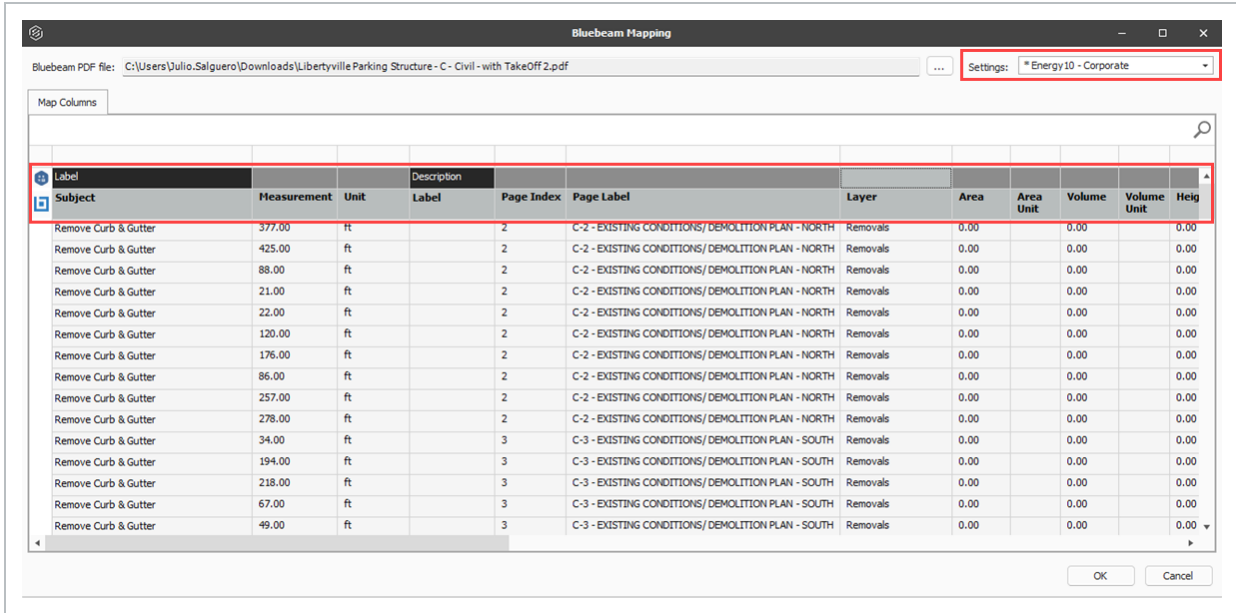 Bluebeam Mapping
Bluebeam PDF file: C:\Users\Julio.Salguero\Downloads\Libertyville Parking Structure - C - Civil - with TakeOff 2.pdf ... Settings: * Energy10 - Corporate
Map Columns
Label Description
Subject Measurement Unit Label Page Index Page Label Layer Area Area Unit Volume Volume Unit Heig
Remove Curb & Gutter 377.00 ft 2 C-2 - EXISTING CONDITIONS/ DEMOLITION PLAN - NORTH Removals 0.00 0.00 0.00
Remove Curb & Gutter 425.00 ft 2 C-2 - EXISTING CONDITIONS/ DEMOLITION PLAN - NORTH Removals 0.00 0.00 0.00
Remove Curb & Gutter 88.00 ft 2 C-2 - EXISTING CONDITIONS/ DEMOLITION PLAN - NORTH Removals 0.00 0.00 0.00
Remove Curb & Gutter 21.00 ft 2 C-2 - EXISTING CONDITIONS/ DEMOLITION PLAN - NORTH Removals 0.00 0.00 0.00
Remove Curb & Gutter 22.00 ft 2 C-2 - EXISTING CONDITIONS/ DEMOLITION PLAN - NORTH Removals 0.00 0.00 0.00
Remove Curb & Gutter 120.00 ft 2 C-2 - EXISTING CONDITIONS/ DEMOLITION PLAN - NORTH Removals 0.00 0.00 0.00
Remove Curb & Gutter 176.00 ft 2 C-2 - EXISTING CONDITIONS/ DEMOLITION PLAN - NORTH Removals 0.00 0.00 0.00
Remove Curb & Gutter 86.00 ft 2 C-2 - EXISTING CONDITIONS/ DEMOLITION PLAN - NORTH Removals 0.00 0.00 0.00
Remove Curb & Gutter 257.00 ft 2 C-2 - EXISTING CONDITIONS/ DEMOLITION PLAN - NORTH Removals 0.00 0.00 0.00
Remove Curb & Gutter 278.00 ft 2 C-2 - EXISTING CONDITIONS/ DEMOLITION PLAN - NORTH Removals 0.00 0.00 0.00
Remove Curb & Gutter 34.00 ft 3 C-3 - EXISTING CONDITIONS/ DEMOLITION PLAN - SOUTH Removals 0.00 0.00 0.00
Remove Curb & Gutter 194.00 ft 3 C-3 - EXISTING CONDITIONS/ DEMOLITION PLAN - SOUTH Removals 0.00 0.00 0.00
Remove Curb & Gutter 218.00 ft 3 C-3 - EXISTING CONDITIONS/ DEMOLITION PLAN - SOUTH Removals 0.00 0.00 0.00
Remove Curb & Gutter 67.00 ft 3 C-3 - EXISTING CONDITIONS/ DEMOLITION PLAN - SOUTH Removals 0.00 0.00 0.00
Remove Curb & Gutter 49.00 ft 3 C-3 - EXISTING CONDITIONS/ DEMOLITION PLAN - SOUTH Removals 0.00 0.00 0.00
OK Cancel